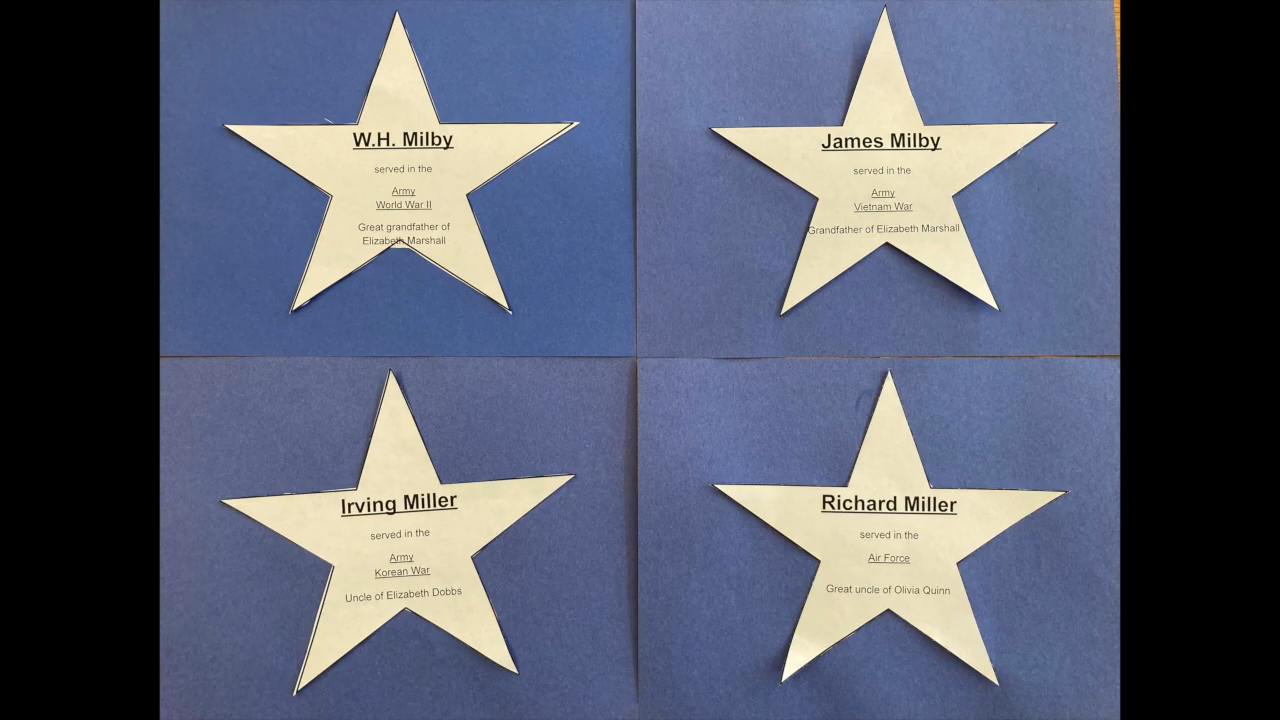 W.H. Milby
served in the
Army
World War II
Great grandfather of
Elizabeth Marshall
James Milby
served in the
Army
Vietnam War
Grandfather of Elizabeth Marshall
Irving Miller
served in the
Army
Korean War
Uncle of Elizabeth Dobbs
Richard Miller
served in the
Air Force
Great uncle of Olivia Quinn